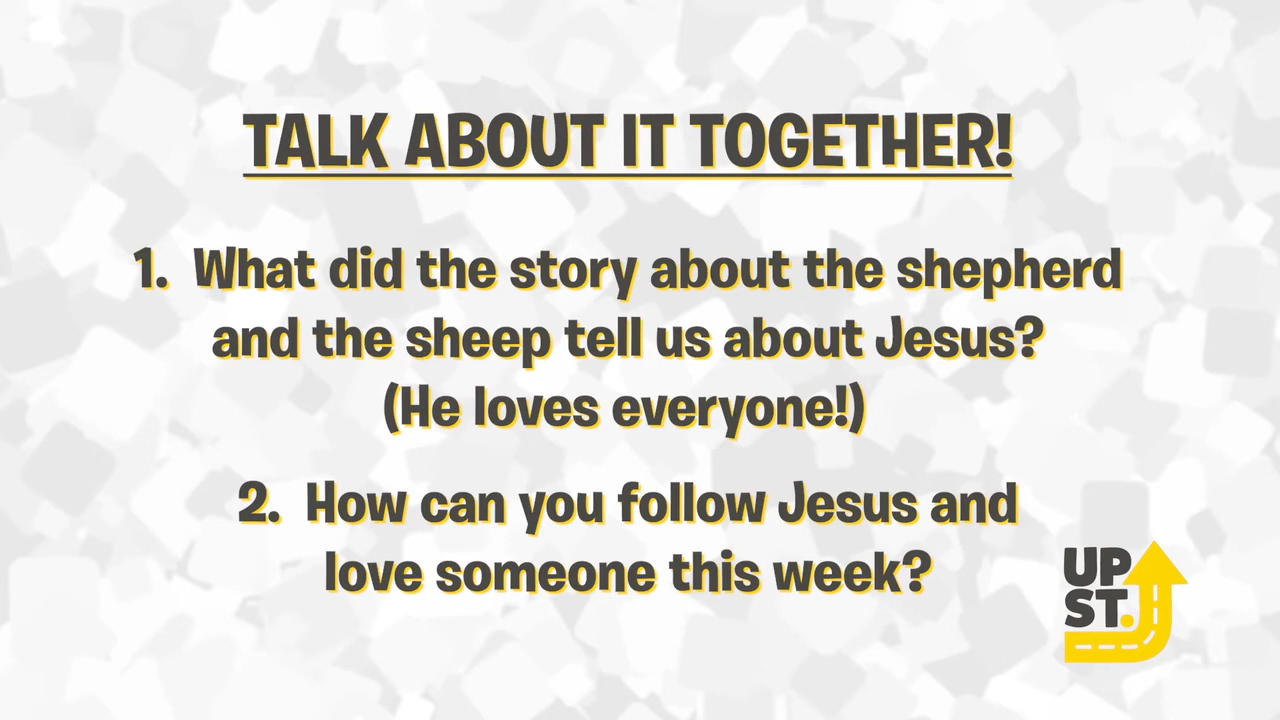 TALK ABOUT IT TOGETHER!
1. What did the story about the shepherd
and the sheep tell us about Jesus?
(He loves everyone!)
2. How can you follow Jesus and
love someone this week?
UP
ST.